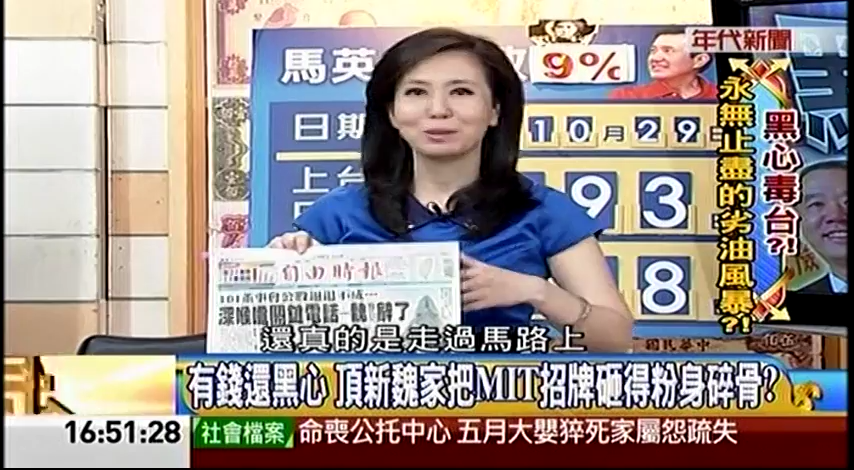 年代新聞
馬英
9%
日期
10月29
上台
93
8
黑心毒台?!
永無止盡的劣油風暴?!
自由時報
還真的是走過馬路上
有錢還黑心 頂新魏家把MIT招牌砸得粉身碎骨?
16:51:28
社會檔案
命喪公托中心 五月大嬰猝死家屬怨疏失